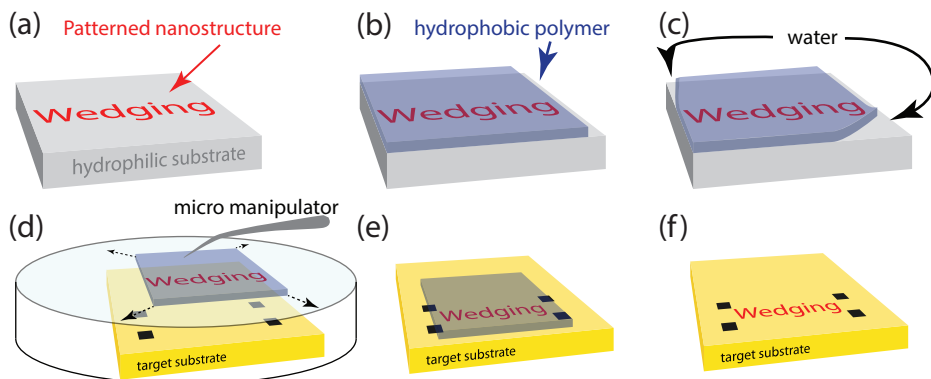 (a)
Patterned nanostructure
Wedging
hydrophilic substrate
(b)
hydrophobic polymer
Wedging
(c)
water
Wedging
(d)
micro manipulator
Wedging
target substrate
(e)
Wedging
target substrate
(f)
Wedging
target substrate